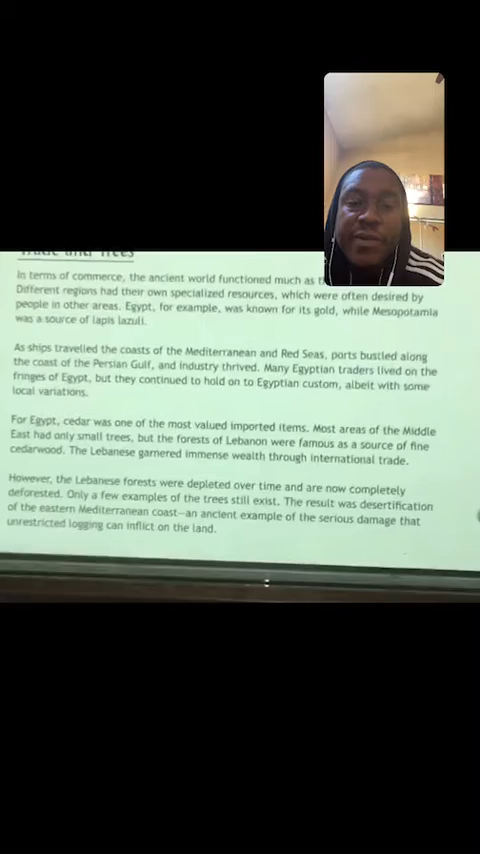 Trade and Trees
In terms of commerce, the ancient world functioned much as
Different regions had their own specialized resources, which were often desired by
people in other areas. Egypt, for example, was known for its gold, while Mesopotamia
was a source of lapis lazuli.
As ships travelled the coasts of the Mediterranean and Red Seas, ports bustled along
the coast of the Persian Gulf, and industry thrived. Many Egyptian traders lived on the
fringes of Egypt, but they continued to hold on to Egyptian custom, albeit with some
local variations.
For Egypt, cedar was one of the most valued imported items. Most areas of the Middle
East had only small trees, but the forests of Lebanon were famous as a source of fine
cedarwood. The Lebanese garnered immense wealth through international trade.
However, the Lebanese forests were depleted over time and are now completely
deforested. Only a few examples of the trees still exist. The result was desertification
of the eastern Mediterranean coast—an ancient example of the serious damage that
unrestricted logging can inflict on the land.